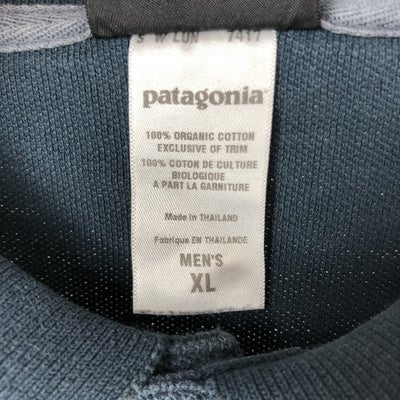 patagonia
100% ORGANIC COTTON
EXCLUSIVE OF TRIM
100% COTON DE CULTURE
BIOLOGIQUE
A PART LA GARNITURE
Made in THAILAND
Fabriqué EN THAILANDE
MEN'S
XL